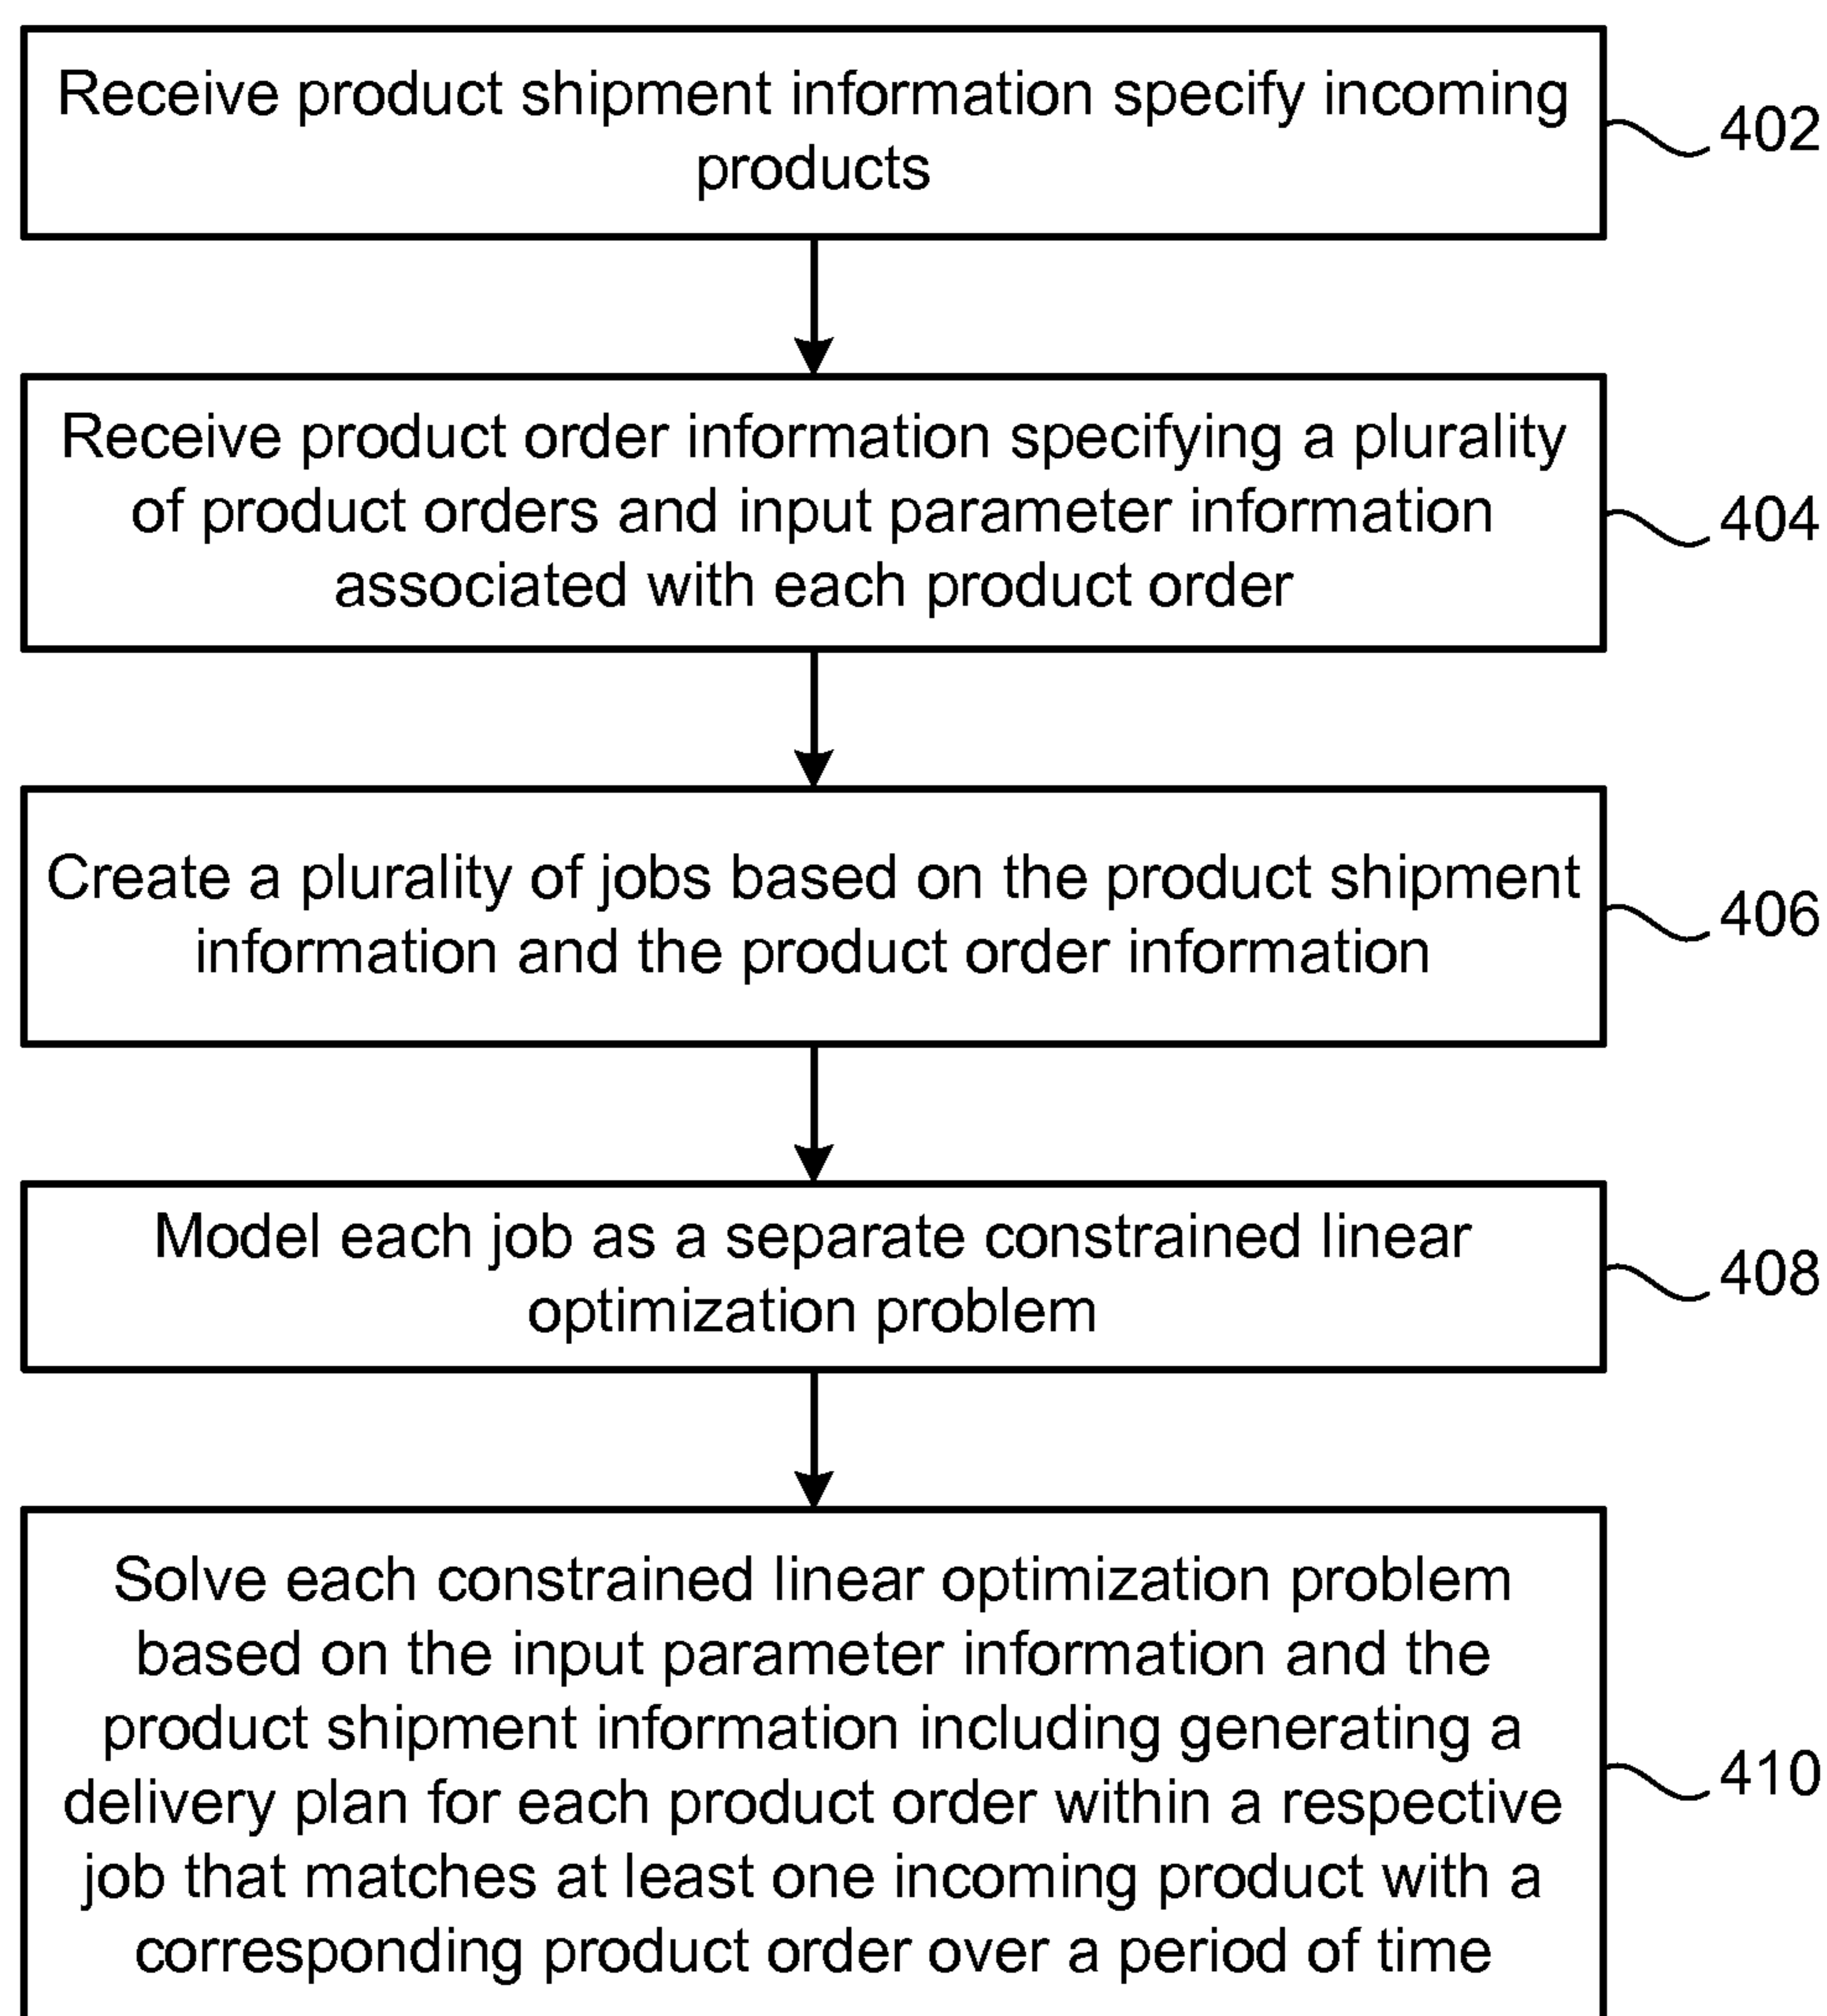 Receive product shipment information specify incoming
products
402
Receive product order information specifying a plurality
of product orders and input parameter information
associated with each product order
404
Create a plurality of jobs based on the product shipment
information and the product order information
406
Model each job as a separate constrained linear
optimization problem
408
Solve each constrained linear optimization problem
based on the input parameter information and the
product shipment information including generating a
delivery plan for each product order within a respective
job that matches at least one incoming product with a
corresponding product order over a period of time
410